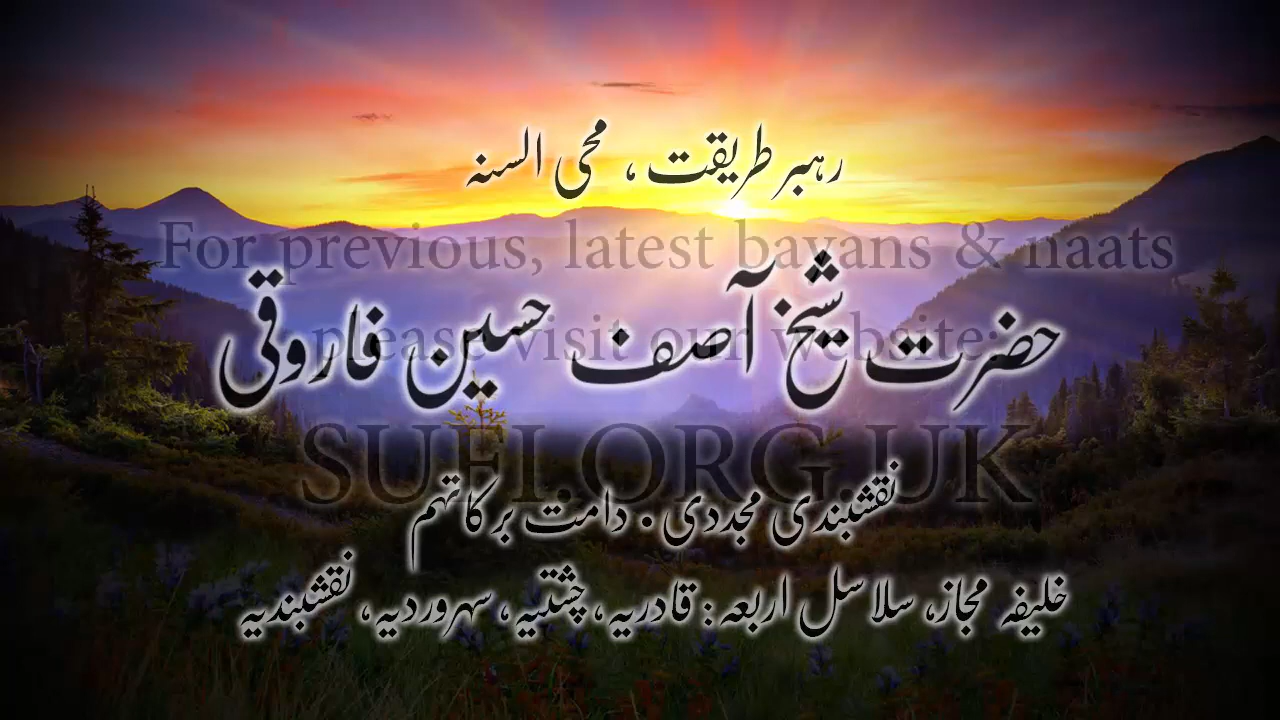 رہبر طریقت ، محی السنہ
For previous, latest bayans & naats
حضرت شیخ آصف حسین فاروقی
please visit our website:
SUFI.ORG.UK
نقشبندی مجددی . دامت برکاتہم
خلیفہ مجاز، سلاسل اربعہ : قادریہ، چشتیہ، سہروردیہ، نقشبندیہ